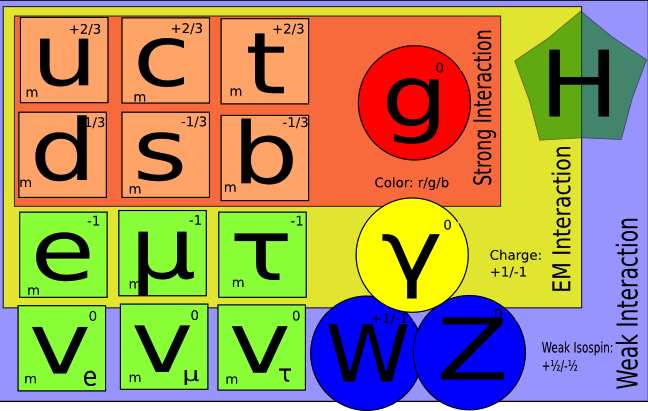 +2/3 +2/3 +2/3
u c t
m m m
0
g
H
Strong Interaction
1/3 -1/3 -1/3
d s b
m m m
Color: r/g/b
-1 -1 -1
e μ τ
m m m
0
γ
Charge:
+1/-1
EM Interaction
0 0 0
ν ν ν
m e m μ m τ
+1/-1 0
W Z
Weak Isospin:
+½/-½
Weak Interaction